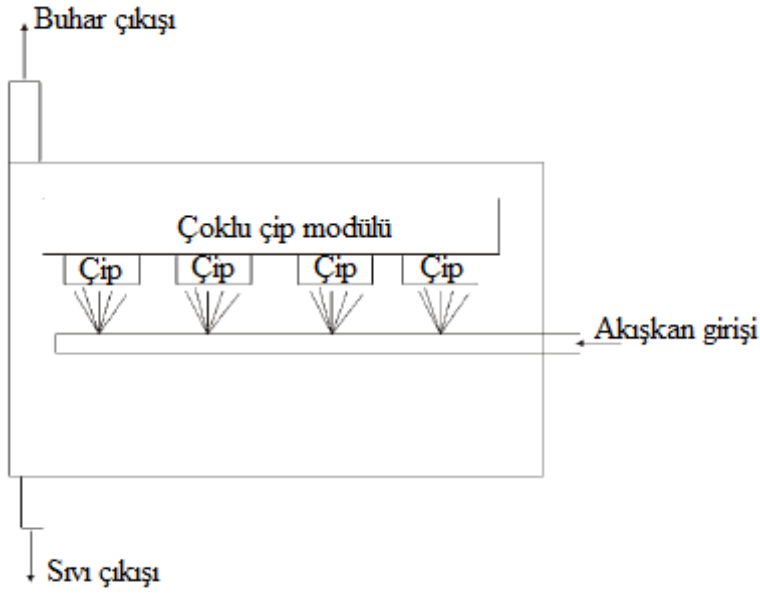 Buhar çıkışı
Çoklu çip modülü
Çip Çip Çip Çip
Akışkan girişi
Sıvı çıkışı